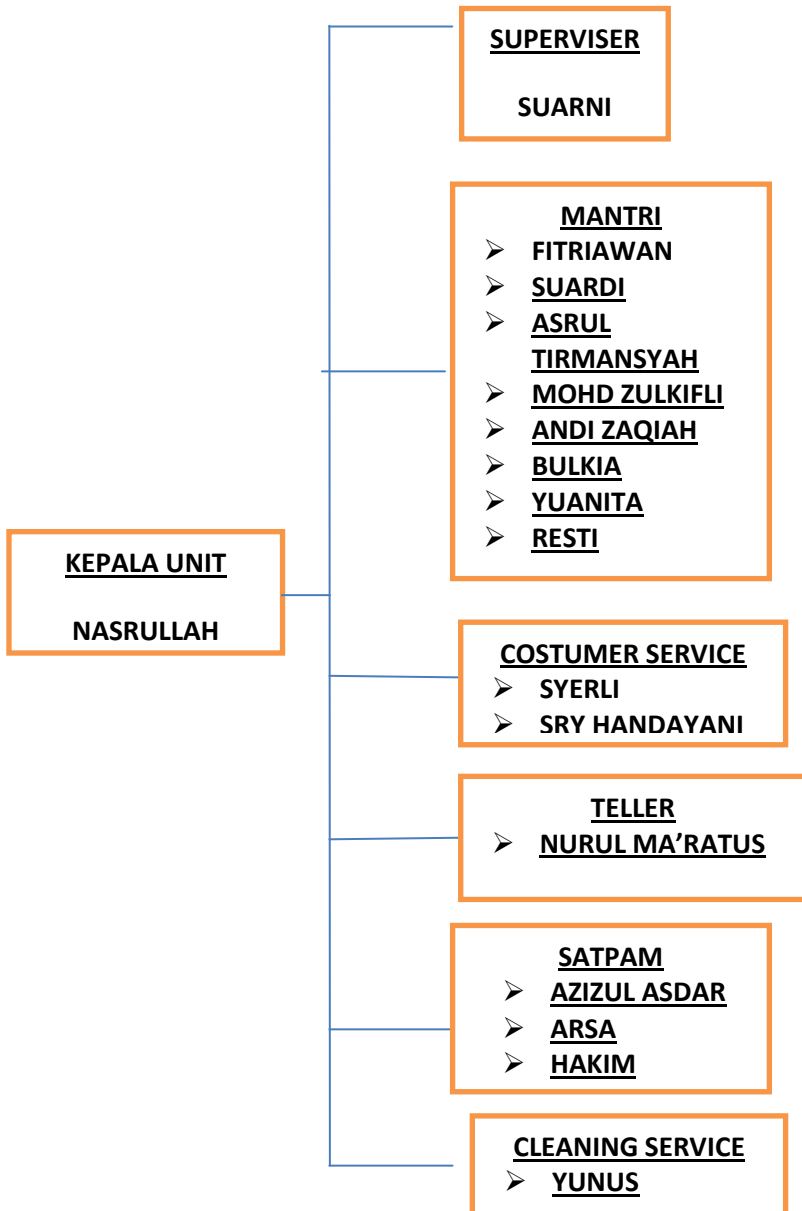 SUPERVISER
SUARNI
MANTRI
➢ FITRIAWAN
➢ SUARDI
➢ ASRUL
TIRMANSYAH
➢ MOHD ZULKIFLI
➢ ANDI ZAQIAH
➢ BULKIA
➢ YUANITA
➢ RESTI
KEPALA UNIT
NASRULLAH
COSTUMER SERVICE
➢ SYERLI
➢ SRY HANDAYANI
TELLER
➢ NURUL MA’RATUS
SATPAM
➢ AZIZUL ASDAR
➢ ARSA
➢ HAKIM
CLEANING SERVICE
➢ YUNUS